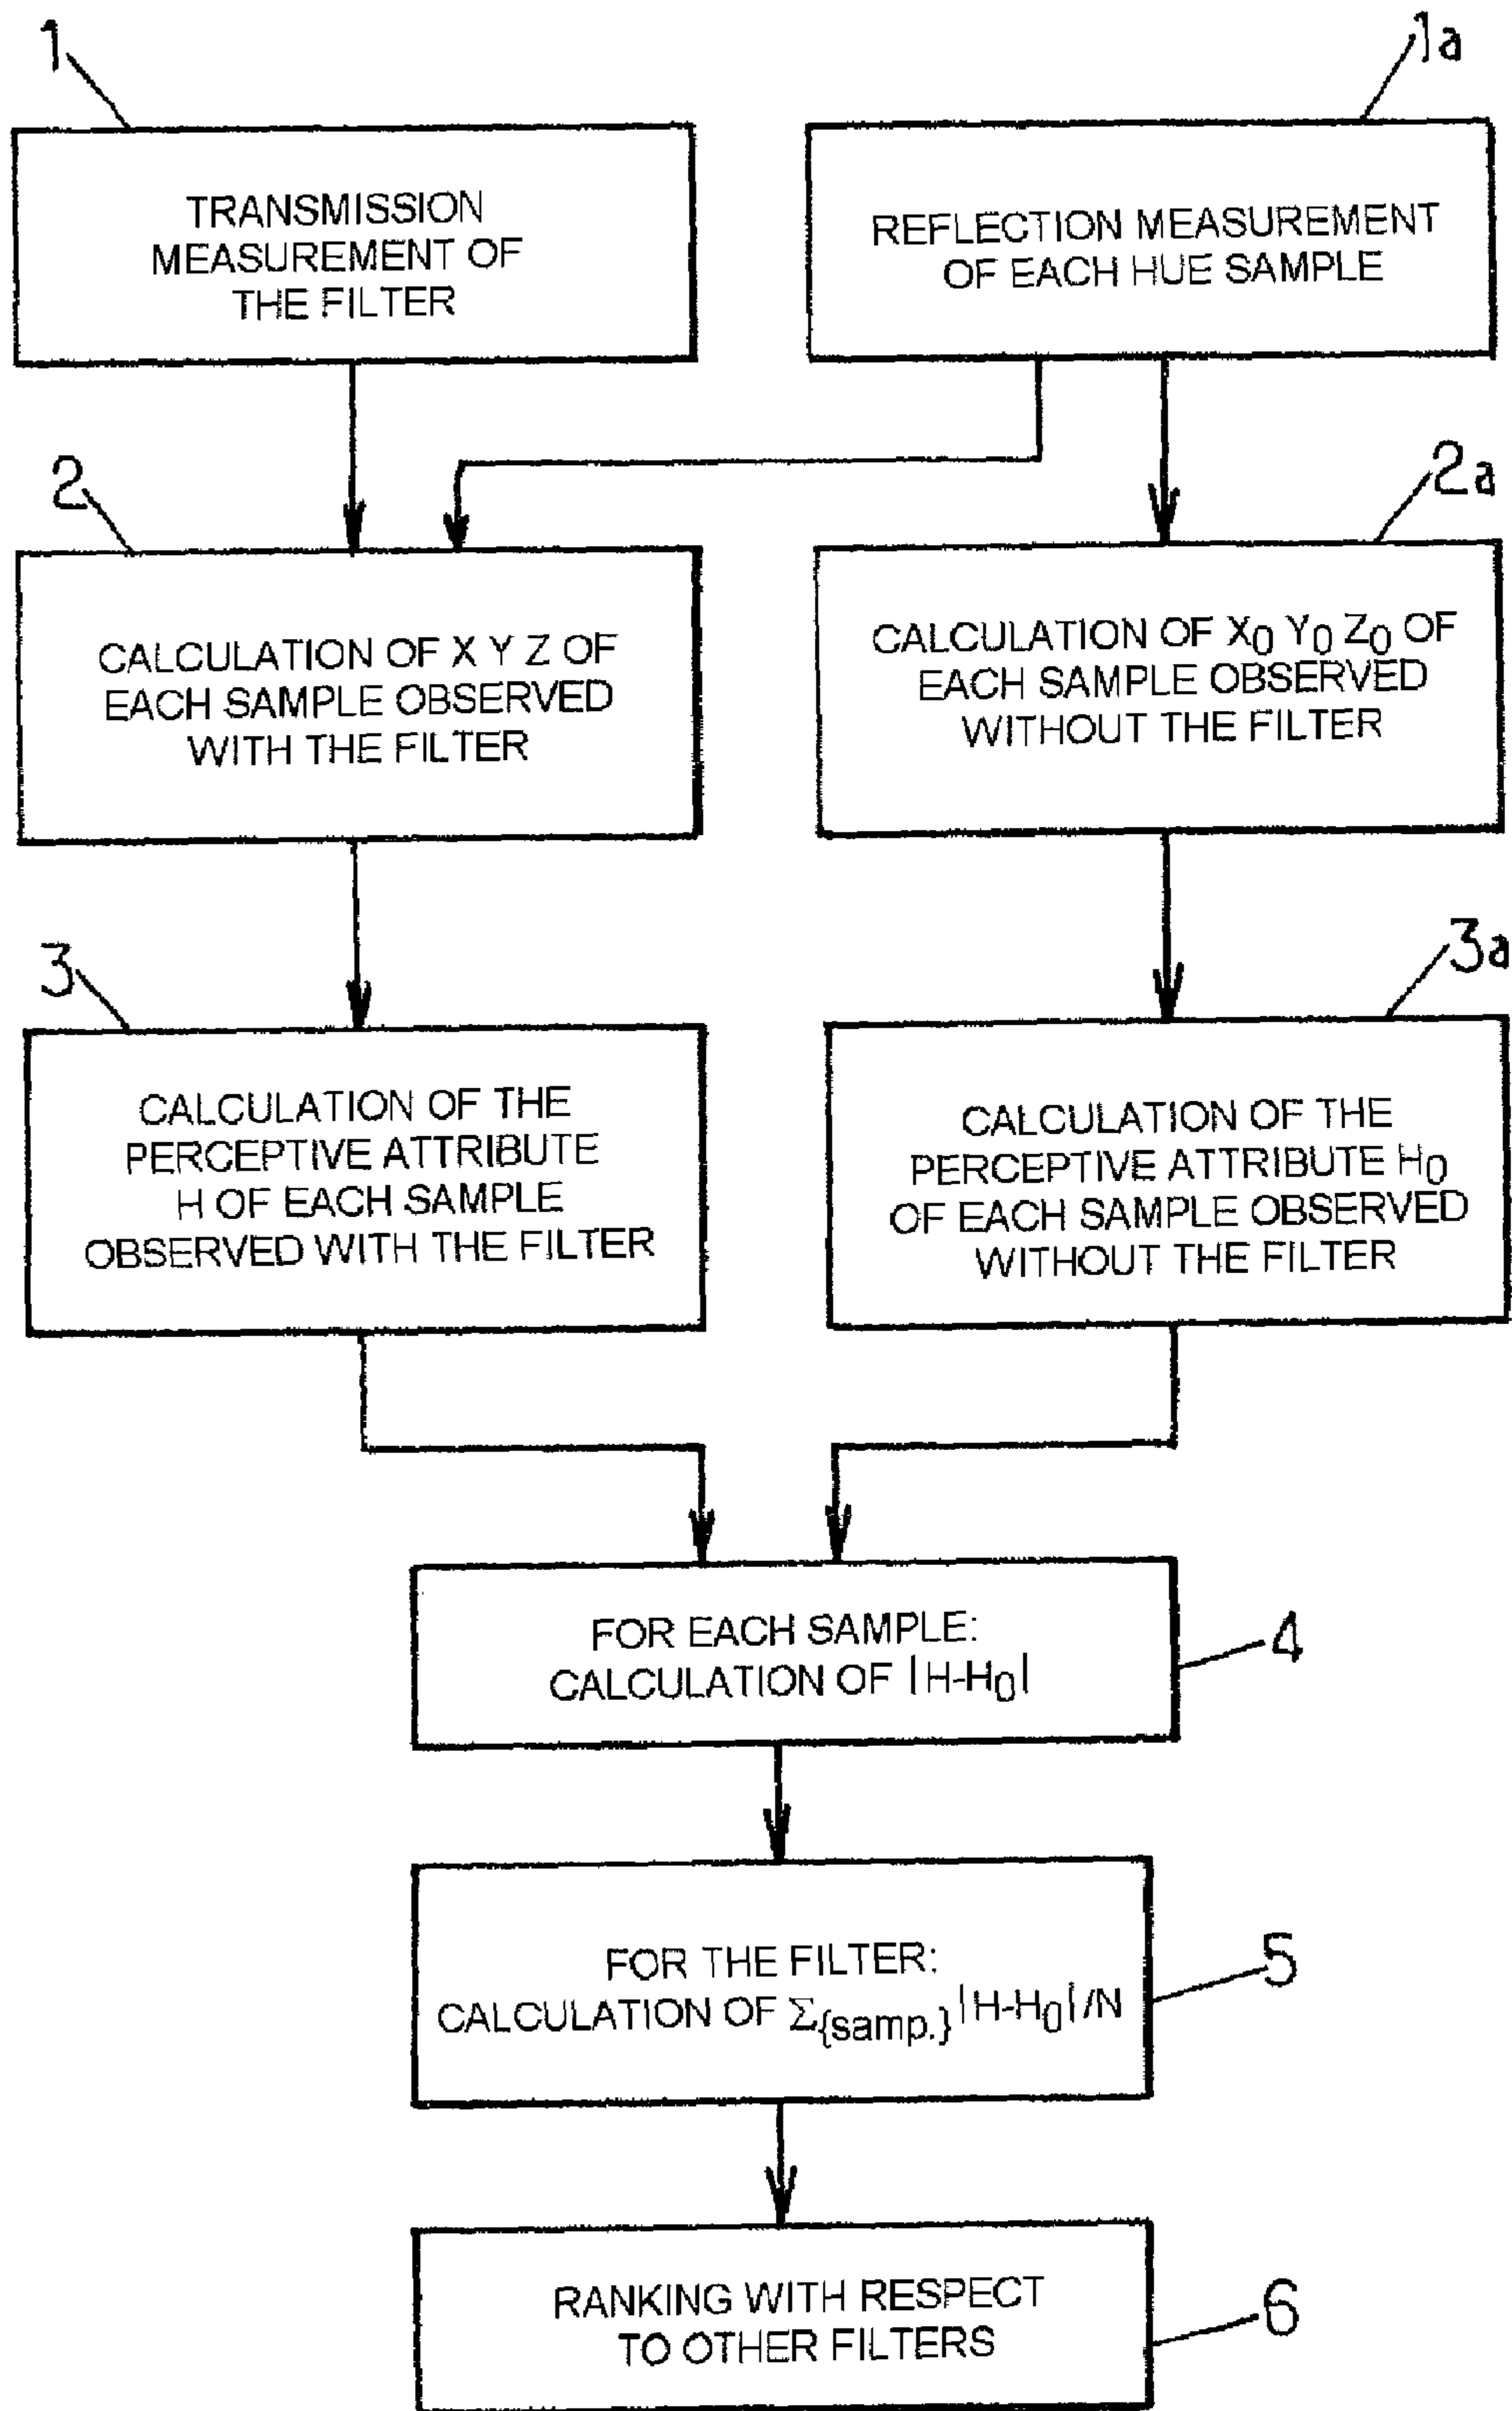 1
1a
TRANSMISSION
MEASUREMENT OF
THE FILTER
REFLECTION MEASUREMENT
OF EACH HUE SAMPLE
2
2a
CALCULATION OF X Y Z OF
EACH SAMPLE OBSERVED
WITH THE FILTER
CALCULATION OF X₀ Y₀ Z₀ OF
EACH SAMPLE OBSERVED
WITHOUT THE FILTER
3
3a
CALCULATION OF THE
PERCEPTIVE ATTRIBUTE
H OF EACH SAMPLE
OBSERVED WITH THE FILTER
CALCULATION OF THE
PERCEPTIVE ATTRIBUTE H₀
OF EACH SAMPLE OBSERVED
WITHOUT THE FILTER
FOR EACH SAMPLE:
CALCULATION OF |H-H₀|
4
FOR THE FILTER:
CALCULATION OF Σ{samp.}|H-H₀|/N
5
RANKING WITH RESPECT
TO OTHER FILTERS
6